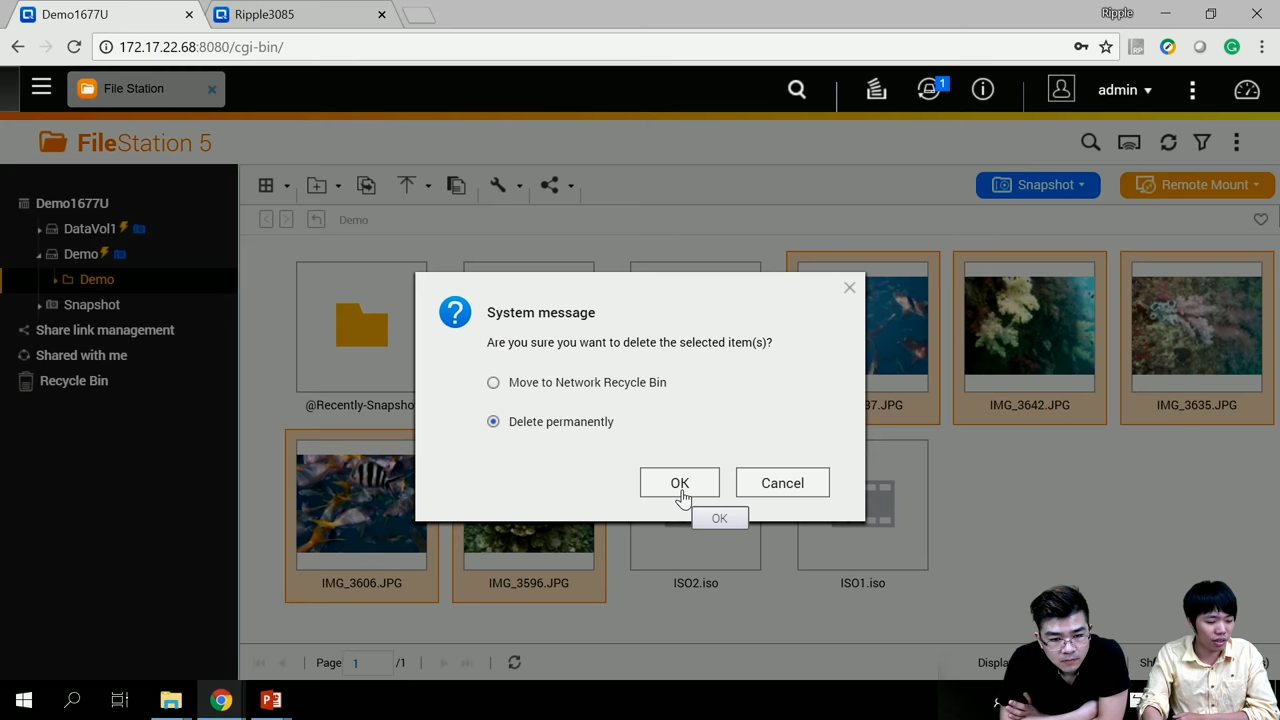 Demo1677U
Ripple3085
Ripple
172.17.22.68:8080/cgi-bin/
RP
File Station
1
admin
FileStation 5
Demo1677U
DataVol1
Demo
Demo
Snapshot
Share link management
Shared with me
Recycle Bin
Snapshot
Remote Mount
Demo
@Recently-Snapsho
37.JPG
IMG_3642.JPG
IMG_3635.JPG
System message
Are you sure you want to delete the selected item(s)?
Move to Network Recycle Bin
Delete permanently
OK
Cancel
OK
IMG_3606.JPG
IMG_3596.JPG
ISO2.iso
ISO1.iso
Page 1 /1